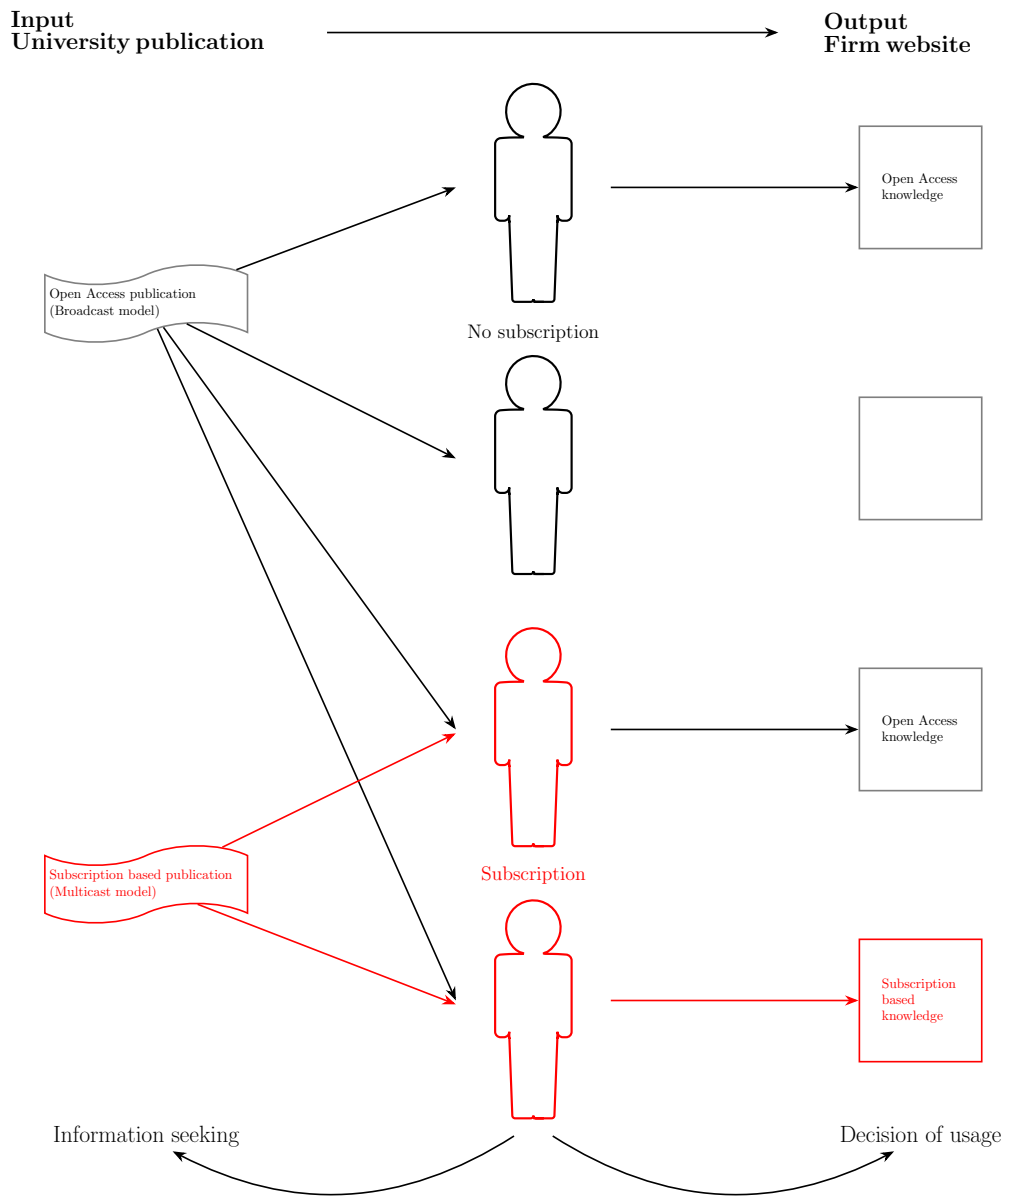 Input
University publication
Output
Firm website
Open Access
knowledge
Open Access publication
(Broadcast model)
No subscription
Open Access
knowledge
Subscription based publication
(Multicast model)
Subscription
Subscription
based
knowledge
Information seeking
Decision of usage